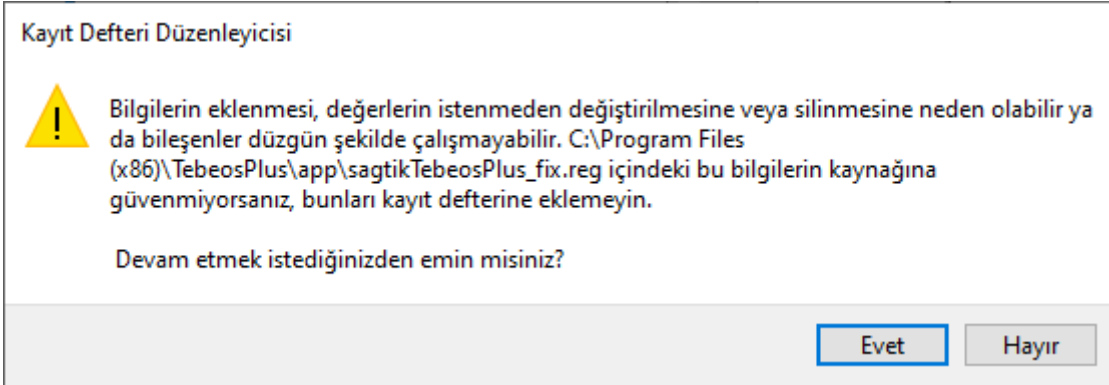 Kayıt Defteri Düzenleyicisi
Bilgilerin eklenmesi, değerlerin istenmeden değiştirilmesine veya silinmesine neden olabilir ya
da bileşenler düzgün şekilde çalışmayabilir. C:\Program Files
(x86)\TebeosPlus\app\sagtikTebeosPlus_fix.reg içindeki bu bilgilerin kaynağına
güvenmiyorsanız, bunları kayıt defterine eklemeyin.
Devam etmek istediğinizden emin misiniz?
Evet
Hayır